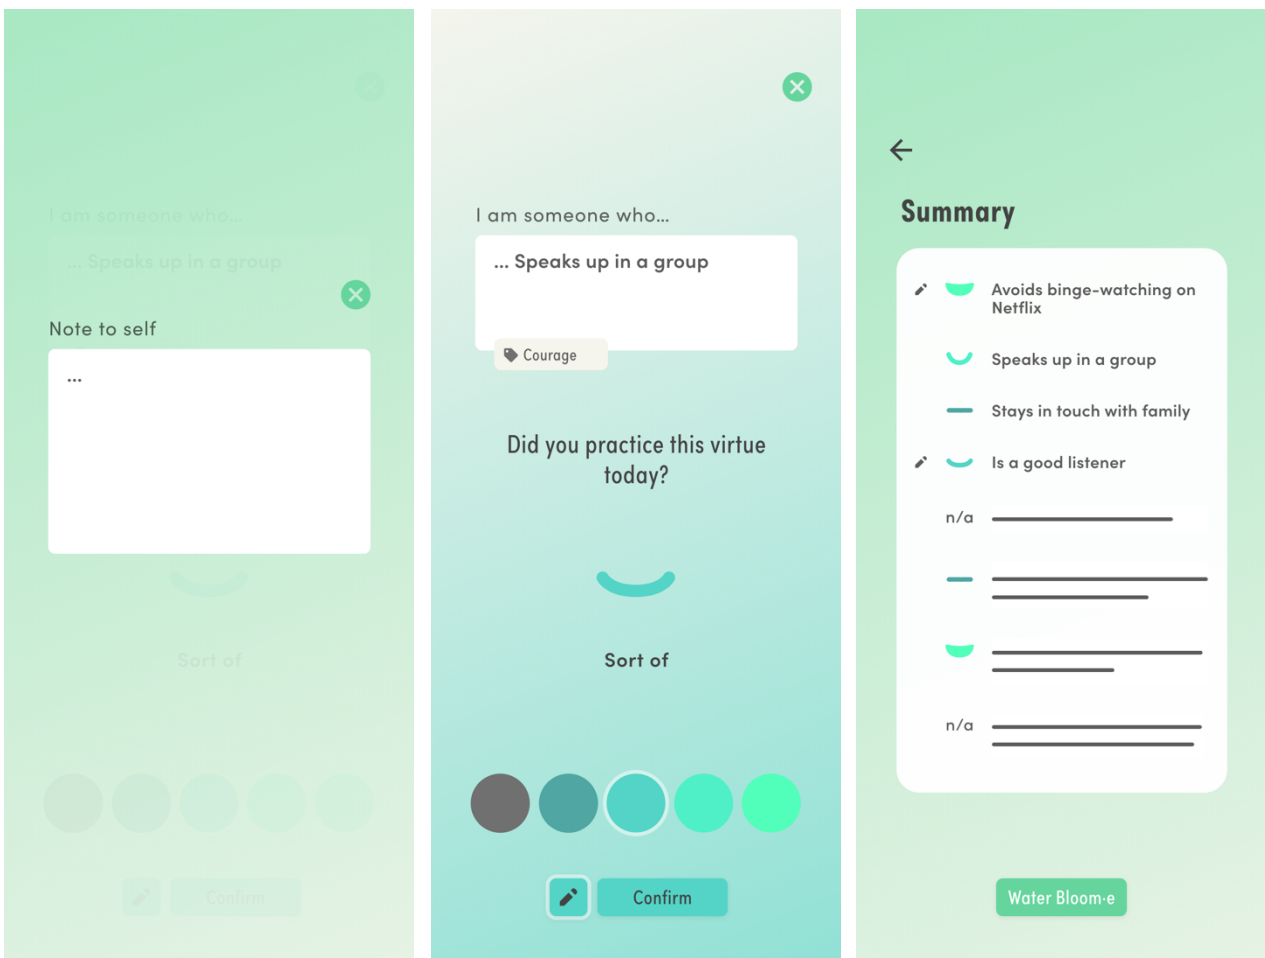 I am someone who...
... Speaks up in a group
Note to self
...
Sort of
Confirm
I am someone who...
... Speaks up in a group
Courage
Did you practice this virtue
today?
Sort of
Confirm
Summary
Avoids binge-watching on
Netflix
Speaks up in a group
Stays in touch with family
Is a good listener
n/a
n/a
Water Bloom·e